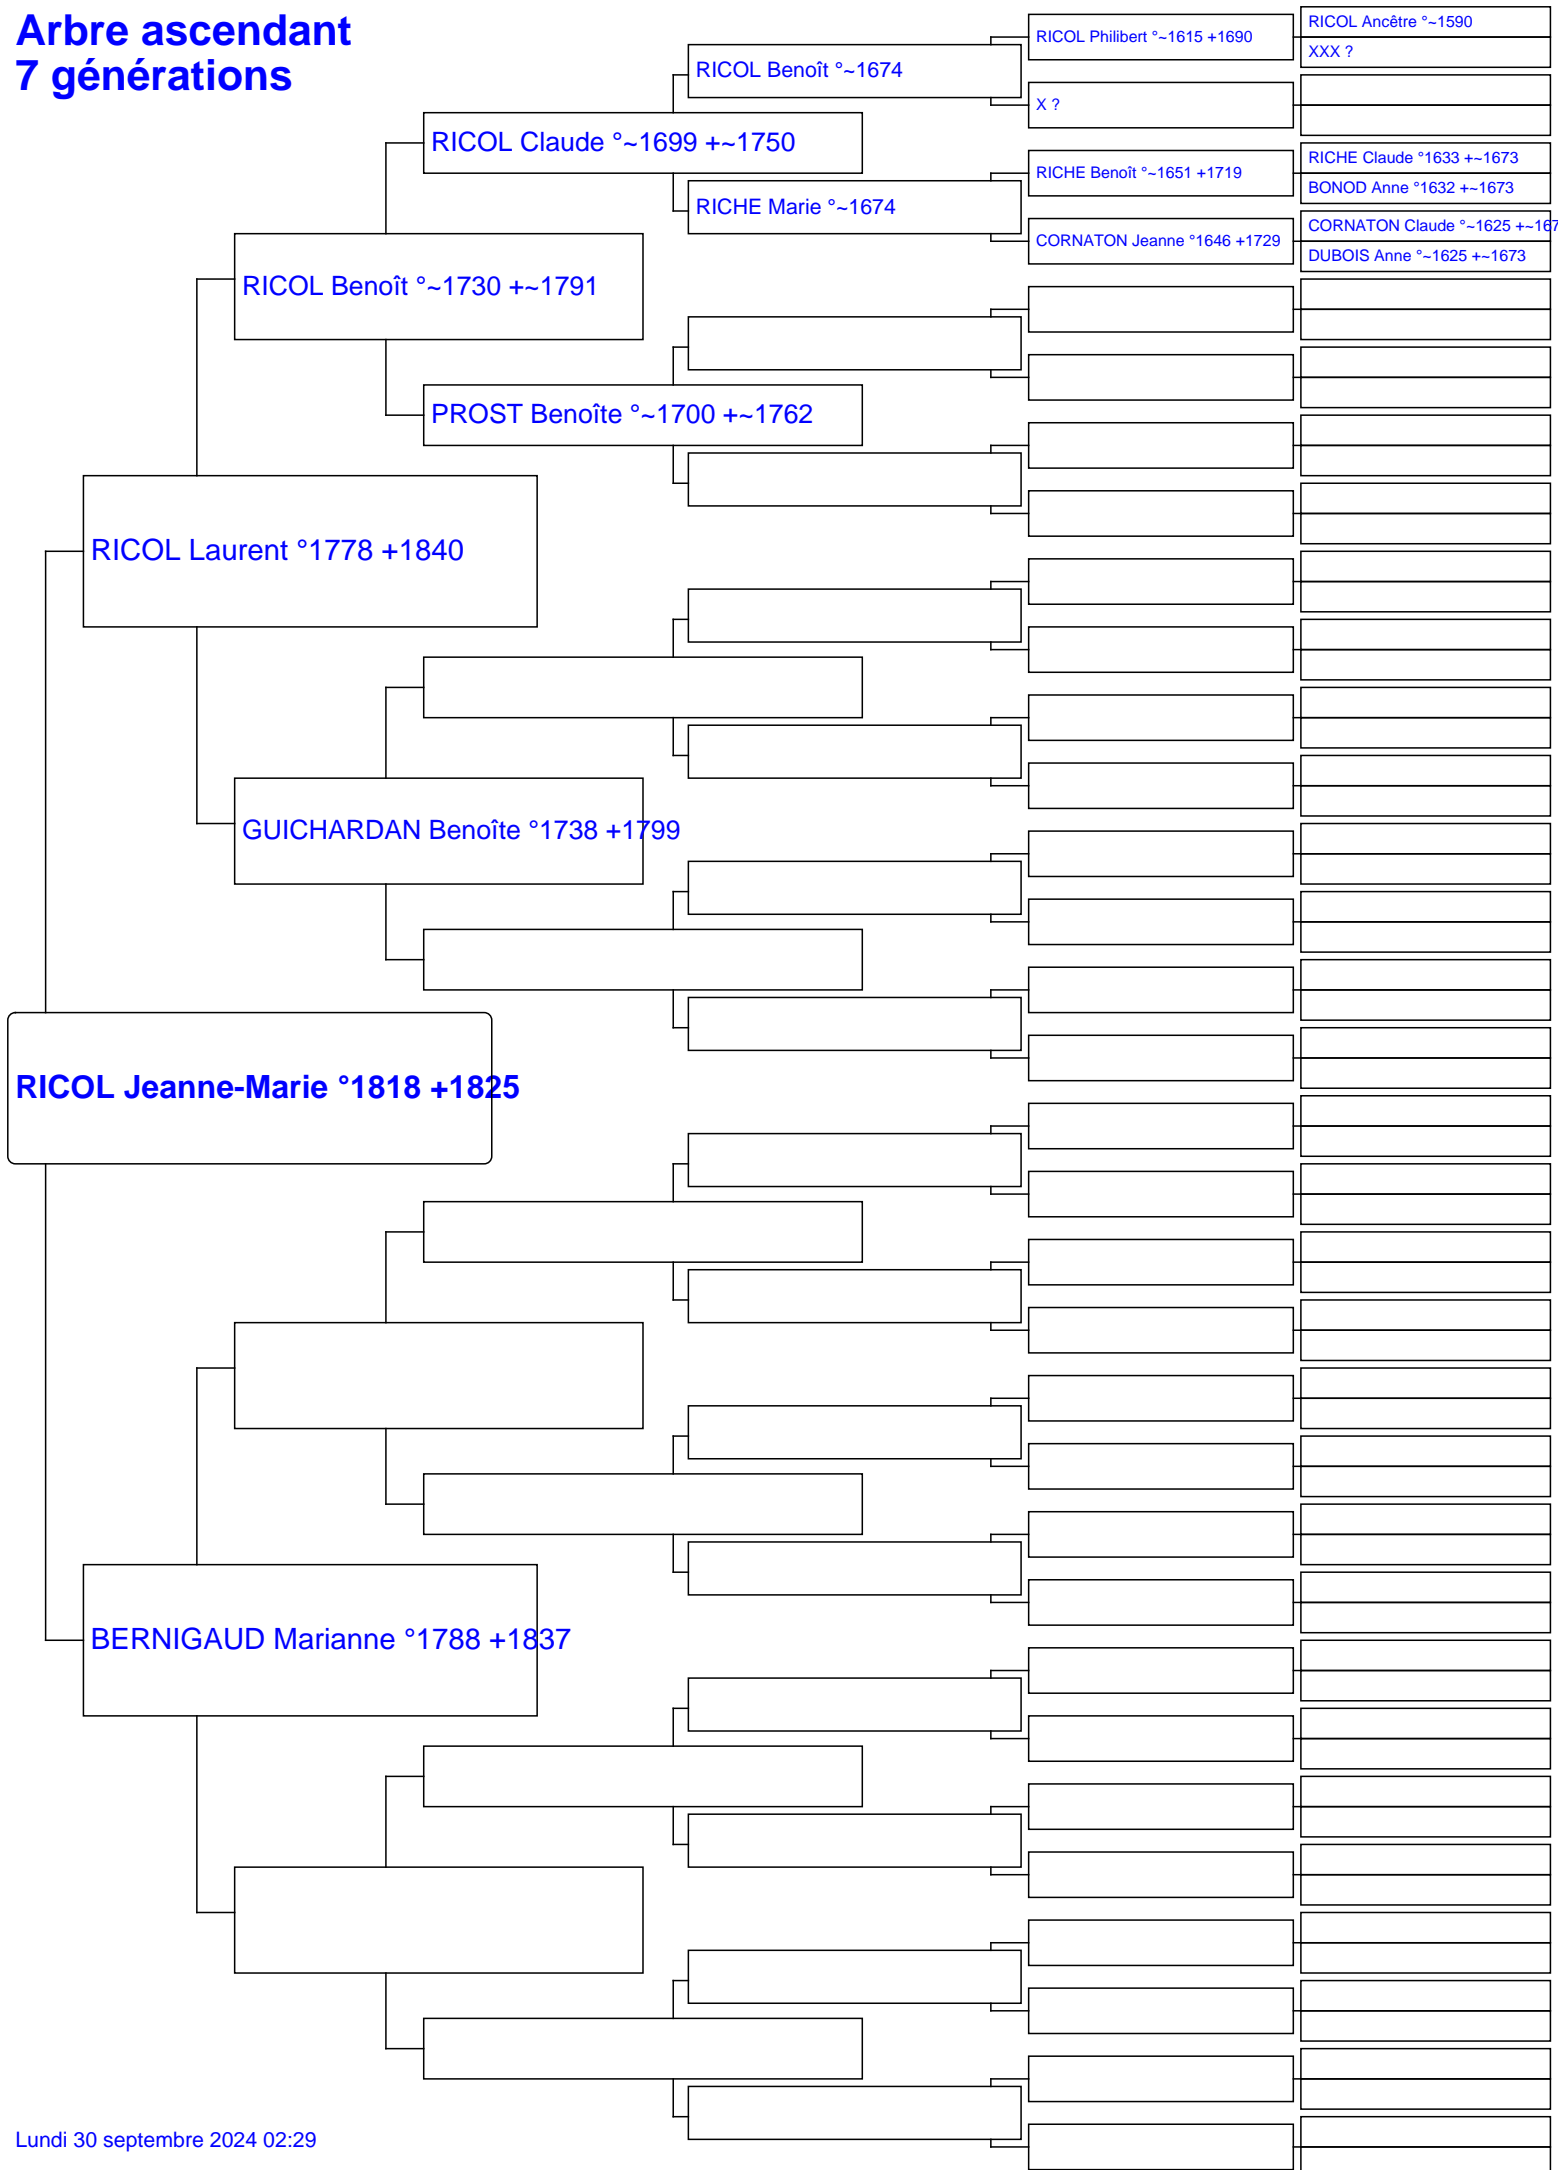 Arbre ascendant
7 générations
RICOL Ancêtre °~1590
RICOL Philibert °~1615 +1690
XXX ?
RICOL Benoît °~1674
X ?
RICOL Claude °~1699 +~1750
RICHE Claude °1633 +~1673
RICHE Benoît °~1651 +1719
BONOD Anne °1632 +~1673
RICHE Marie °~1674
CORNATON Claude °~1625 +~167
CORNATON Jeanne °1646 +1729
DUBOIS Anne °~1625 +~1673
RICOL Benoît °~1730 +~1791
PROST Benoîte °~1700 +~1762
RICOL Laurent °1778 +1840
GUICHARDAN Benoîte °1738 +1799
RICOL Jeanne-Marie °1818 +1825
BERNIGAUD Marianne °1788 +1837
Lundi 30 septembre 2024 02:29